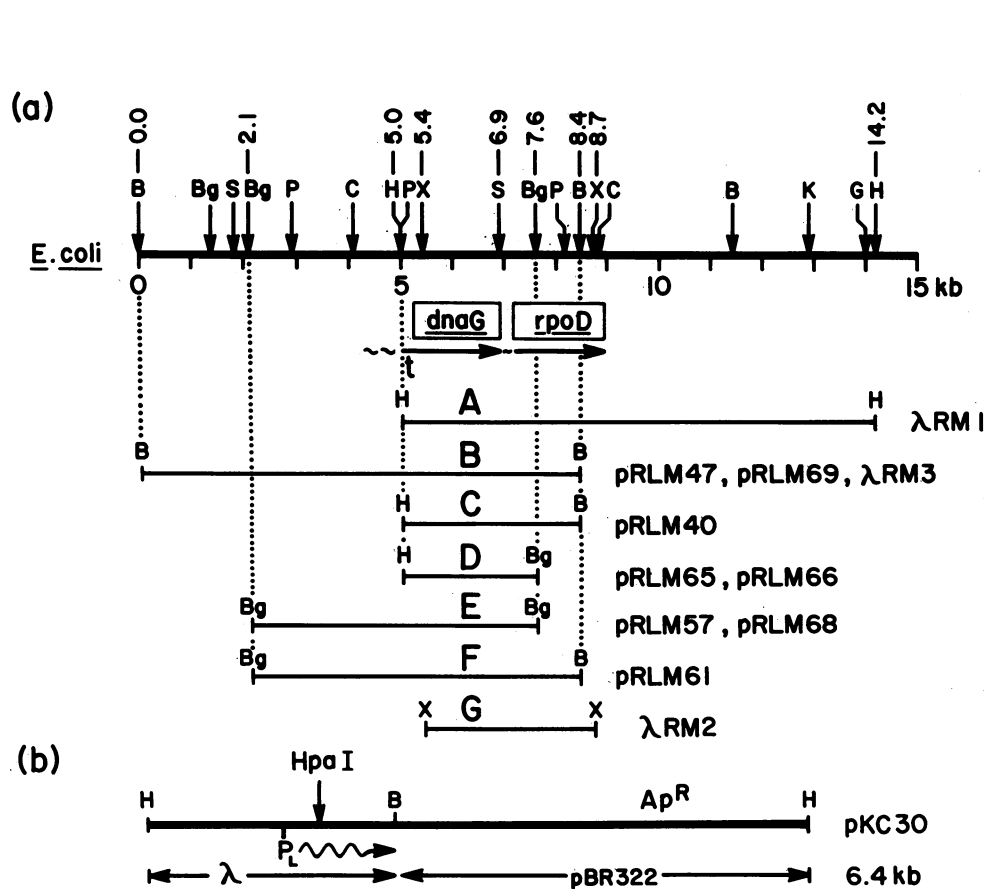 (a)
0.0 2.1 5.0 5.4 6.9 7.6 8.4 8.7 14.2
B Bg S Bg P C H P X S Bg P B X C B K G H
E.coli
0 5 10 15 kb
dnaG rpoD
t
H A H λRM1
B B B pRLM47, pRLM69, λRM3
H C B pRLM40
H D Bg pRLM65, pRLM66
Bg E Bg pRLM57, pRLM68
Bg F B pRLM61
X G X λRM2
(b)
HpaI
H B ApR H pKC30
PL
λ pBR322 6.4 kb